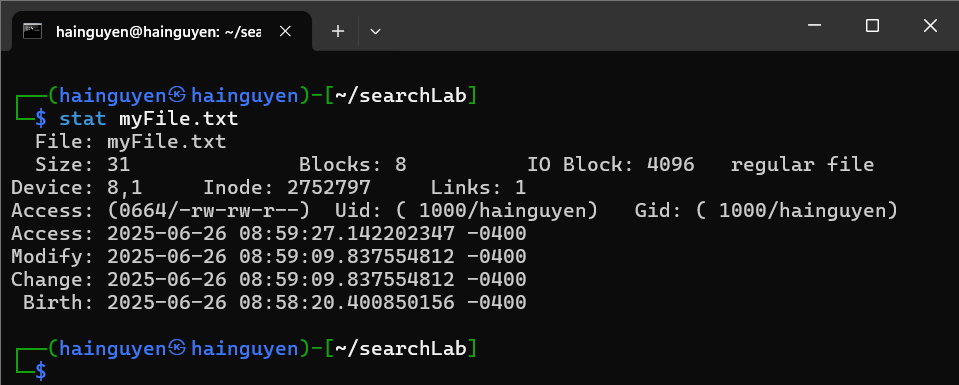 hainguyen@hainguyen: ~/sea
┌──(hainguyen㉿hainguyen)-[~/searchLab]
└─$ stat myFile.txt
  File: myFile.txt
  Size: 31              Blocks: 8          IO Block: 4096   regular file
Device: 8,1     Inode: 2752797     Links: 1
Access: (0664/-rw-rw-r--)  Uid: ( 1000/hainguyen)   Gid: ( 1000/hainguyen)
Access: 2025-06-26 08:59:27.142202347 -0400
Modify: 2025-06-26 08:59:09.837554812 -0400
Change: 2025-06-26 08:59:09.837554812 -0400
 Birth: 2025-06-26 08:58:20.400850156 -0400
┌──(hainguyen㉿hainguyen)-[~/searchLab]
└─$